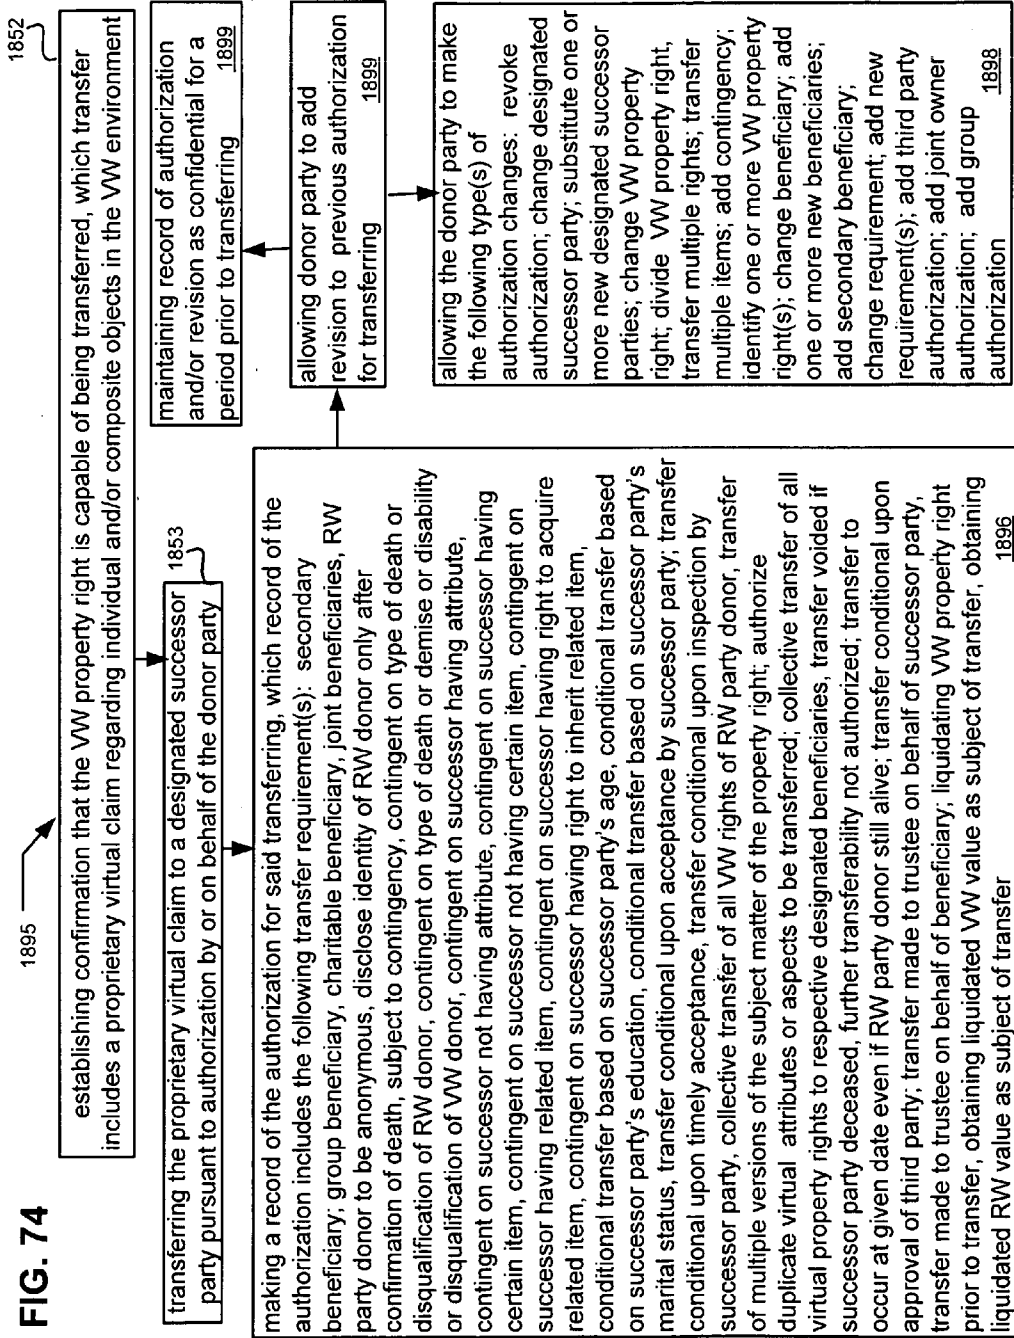 FIG. 74
1895
1852
establishing confirmation that the VW property right is capable of being transferred, which transfer
includes a proprietary virtual claim regarding individual and/or composite objects in the VW environment
1853
transferring the proprietary virtual claim to a designated successor
party pursuant to authorization by or on behalf of the donor party
making a record of the authorization for said transferring, which record of the
authorization includes the following transfer requirement(s): secondary
beneficiary; group beneficiary, charitable beneficiary, joint beneficiaries, RW
party donor to be anonymous, disclose identity of RW donor only after
confirmation of death, subject to contingency, contingent on type of death or
disqualification of RW donor, contingent on type of death or demise or disability
or disqualification of VW donor, contingent on successor having attribute,
contingent on successor not having attribute, contingent on successor having
certain item, contingent on successor not having certain item, contingent on
successor having related item, contingent on successor having right to acquire
related item, contingent on successor having right to inherit related item,
conditional transfer based on successor party's age, conditional transfer based
on successor party's education, conditional transfer based on successor party's
marital status, transfer conditional upon acceptance by successor party; transfer
conditional upon timely acceptance, transfer conditional upon inspection by
successor party, collective transfer of all VW rights of RW party donor, transfer
of multiple versions of the subject matter of the property right; authorize
duplicate virtual attributes or aspects to be transferred; collective transfer of all
virtual property rights to respective designated beneficiaries, transfer voided if
successor party deceased, further transferability not authorized; transfer to
occur at given date even if RW party donor still alive; transfer conditional upon
approval of third party; transfer made to trustee on behalf of successor party,
transfer made to trustee on behalf of beneficiary; liquidating VW property right
prior to transfer, obtaining liquidated VW value as subject of transfer, obtaining
liquidated RW value as subject of transfer
1896
maintaining record of authorization
and/or revision as confidential for a
period prior to transferring 1899
allowing donor party to add
revision to previous authorization
for transferring 1899
allowing the donor party to make
the following type(s) of
authorization changes: revoke
authorization; change designated
successor party; substitute one or
more new designated successor
parties; change VW property
right; divide VW property right,
transfer multiple rights; transfer
multiple items; add contingency;
identify one or more VW property
right(s); change beneficiary; add
one or more new beneficiaries;
add secondary beneficiary;
change requirement; add new
requirement(s); add third party
authorization; add joint owner
authorization; add group
authorization 1898